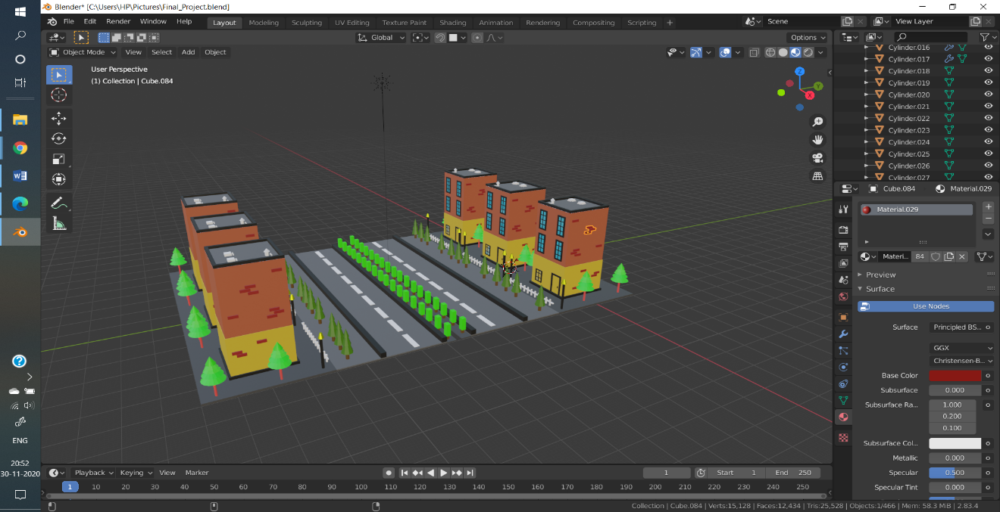 Blender* [C:\Users\HP\Pictures\Final_Project.blend]
File Edit Render Window Help Layout Modeling Sculpting UV Editing Texture Paint Shading Animation Rendering Compositing Scripting + Scene View Layer
Global Options
Object Mode View Select Add Object
User Perspective
(1) Collection | Cube.084
Z
Y
X
Cylinder.016
Cylinder.017
Cylinder.018
Cylinder.019
Cylinder.020
Cylinder.021
Cylinder.022
Cylinder.023
Cylinder.024
Cylinder.025
Cylinder.026
Cylinder.027
Cube.084 Material.029
Material.029
Materi... 84
Preview
Surface
Use Nodes
Surface Principled BS...
GGX
Christensen-B...
Base Color
Subsurface 0.000
Subsurface Ra... 1.000
0.200
0.100
Subsurface Col...
Metallic 0.000
Specular 0.500
Specular Tint 0.000
Playback Keying View Marker 1 Start 1 End 250
1 10 20 30 40 50 60 70 80 90 100 110 120 130 140 150 160 170 180 190 200 210 220 230 240 250
Collection | Cube.084 | Verts:15,128 | Faces:12,434 | Tris:25,528 | Objects:1/466 | Mem: 58.3 MiB | 2.83.4
ENG
20:52
30-11-2020